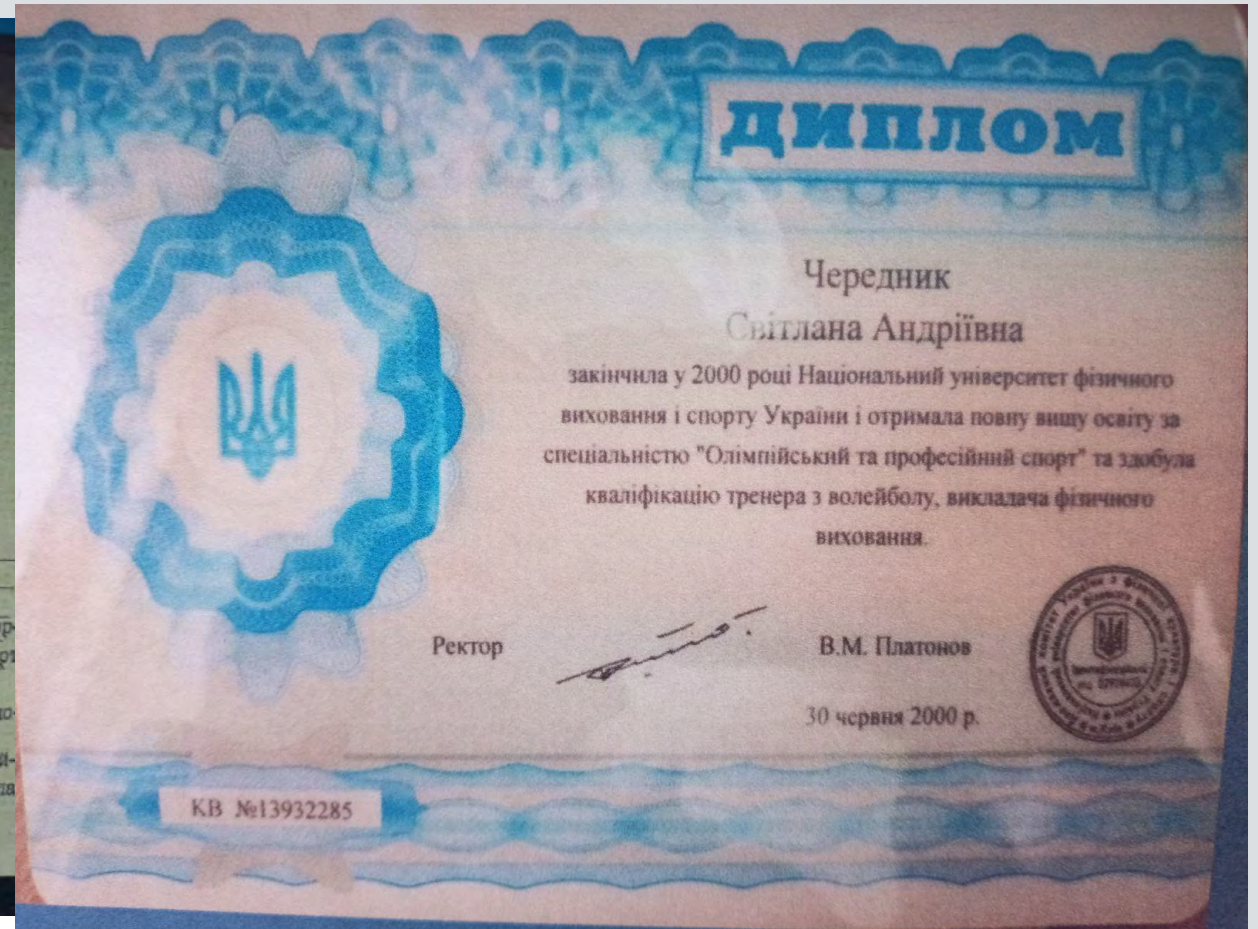 ДИПЛОМ
Чередник
Світлана Андріївна
закінчила у 2000 році Національний університет фізичного
виховання і спорту України і отримала повну вищу освіту за
спеціальністю "Олімпійський та професійний спорт" та здобула
кваліфікацію тренера з волейболу, викладача фізичного
виховання.
Ректор
В.М. Платонов
30 червня 2000 р.
КВ №13932285